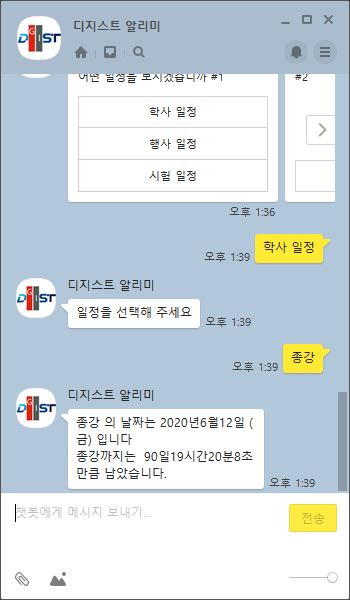 디지스트 알리미
DGIST
어떤 일정을 보시겠습니까 #1
#2
학사 일정
행사 일정
시험 일정
오후 1:36
학사 일정
오후 1:39
디지스트 알리미
DGIST
일정을 선택해 주세요
오후 1:39
종강
오후 1:39
디지스트 알리미
DGIST
종강 의 날짜는 2020년6월12일 (
금) 입니다
종강까지는 90일19시간20분8초
만큼 남았습니다.
오후 1:39
챗봇에게 메시지 보내기...
전송